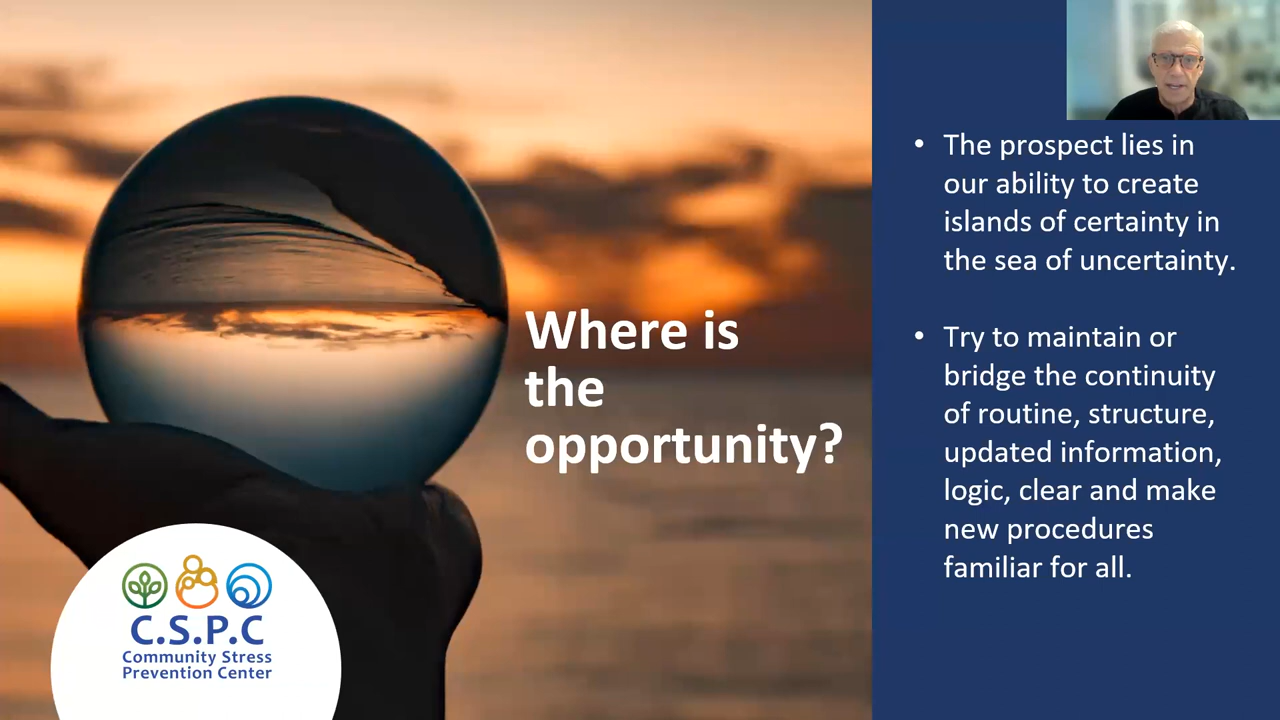 Where is
the
opportunity?
• The prospect lies in
our ability to create
islands of certainty in
the sea of uncertainty.
• Try to maintain or
bridge the continuity
of routine, structure,
updated information,
logic, clear and make
new procedures
familiar for all.
C.S.P.C
Community Stress
Prevention Center